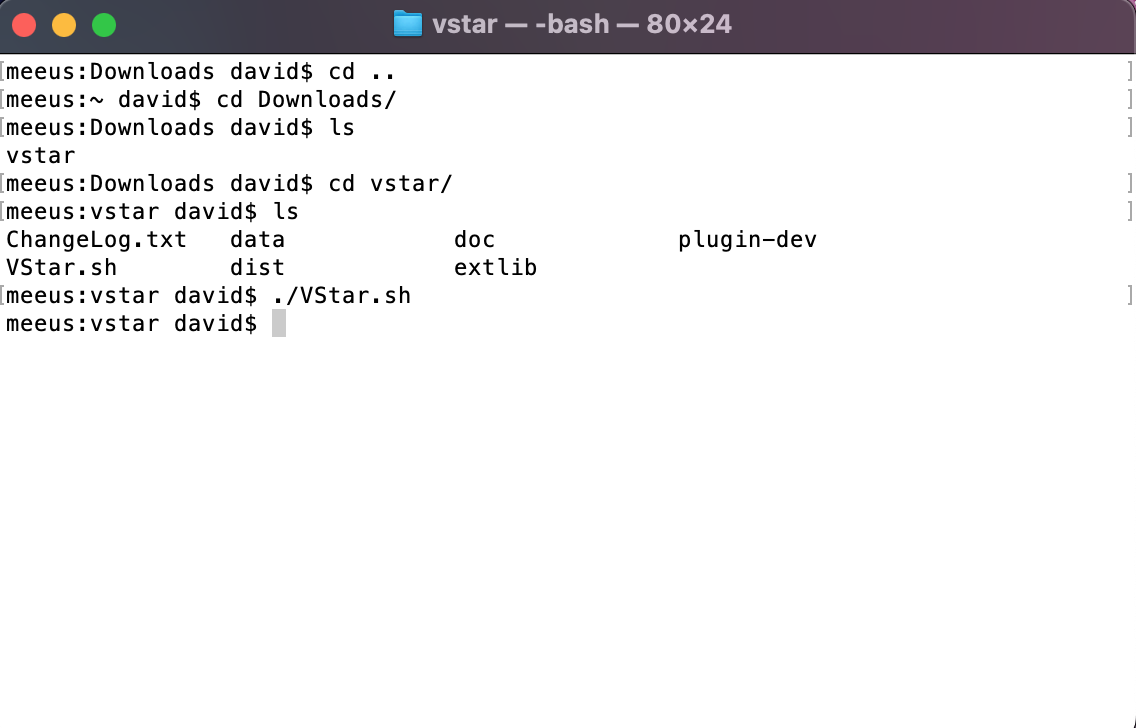 vstar — -bash — 80×24
[meeus:Downloads david$ cd .. ]
[meeus:~ david$ cd Downloads/ ]
[meeus:Downloads david$ ls ]
vstar
[meeus:Downloads david$ cd vstar/ ]
[meeus:vstar david$ ls ]
ChangeLog.txt data doc plugin-dev
VStar.sh dist extlib
[meeus:vstar david$ ./VStar.sh ]
meeus:vstar david$